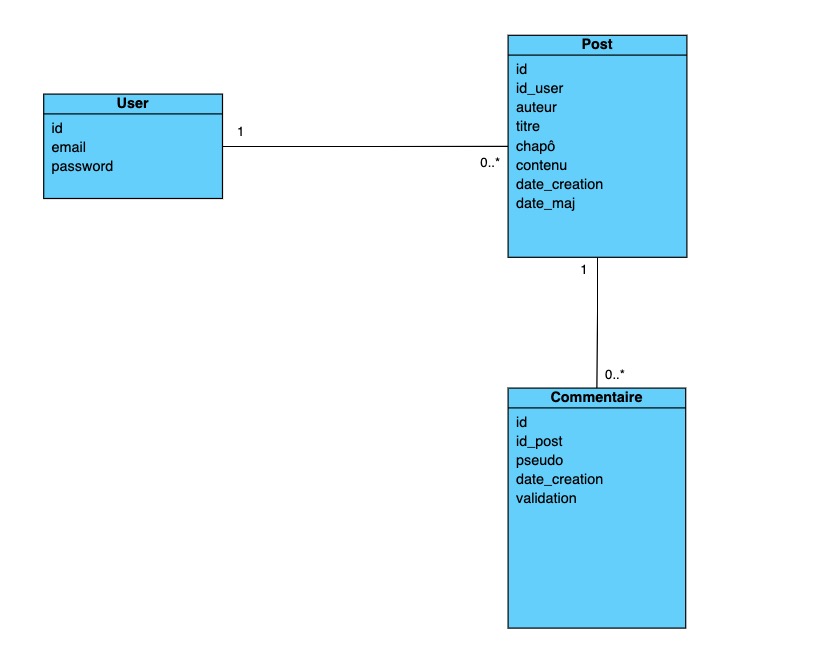 User
id
email
password
1
0..*
Post
id
id_user
auteur
titre
chapô
contenu
date_creation
date_maj
1
0..*
Commentaire
id
id_post
pseudo
date_creation
validation